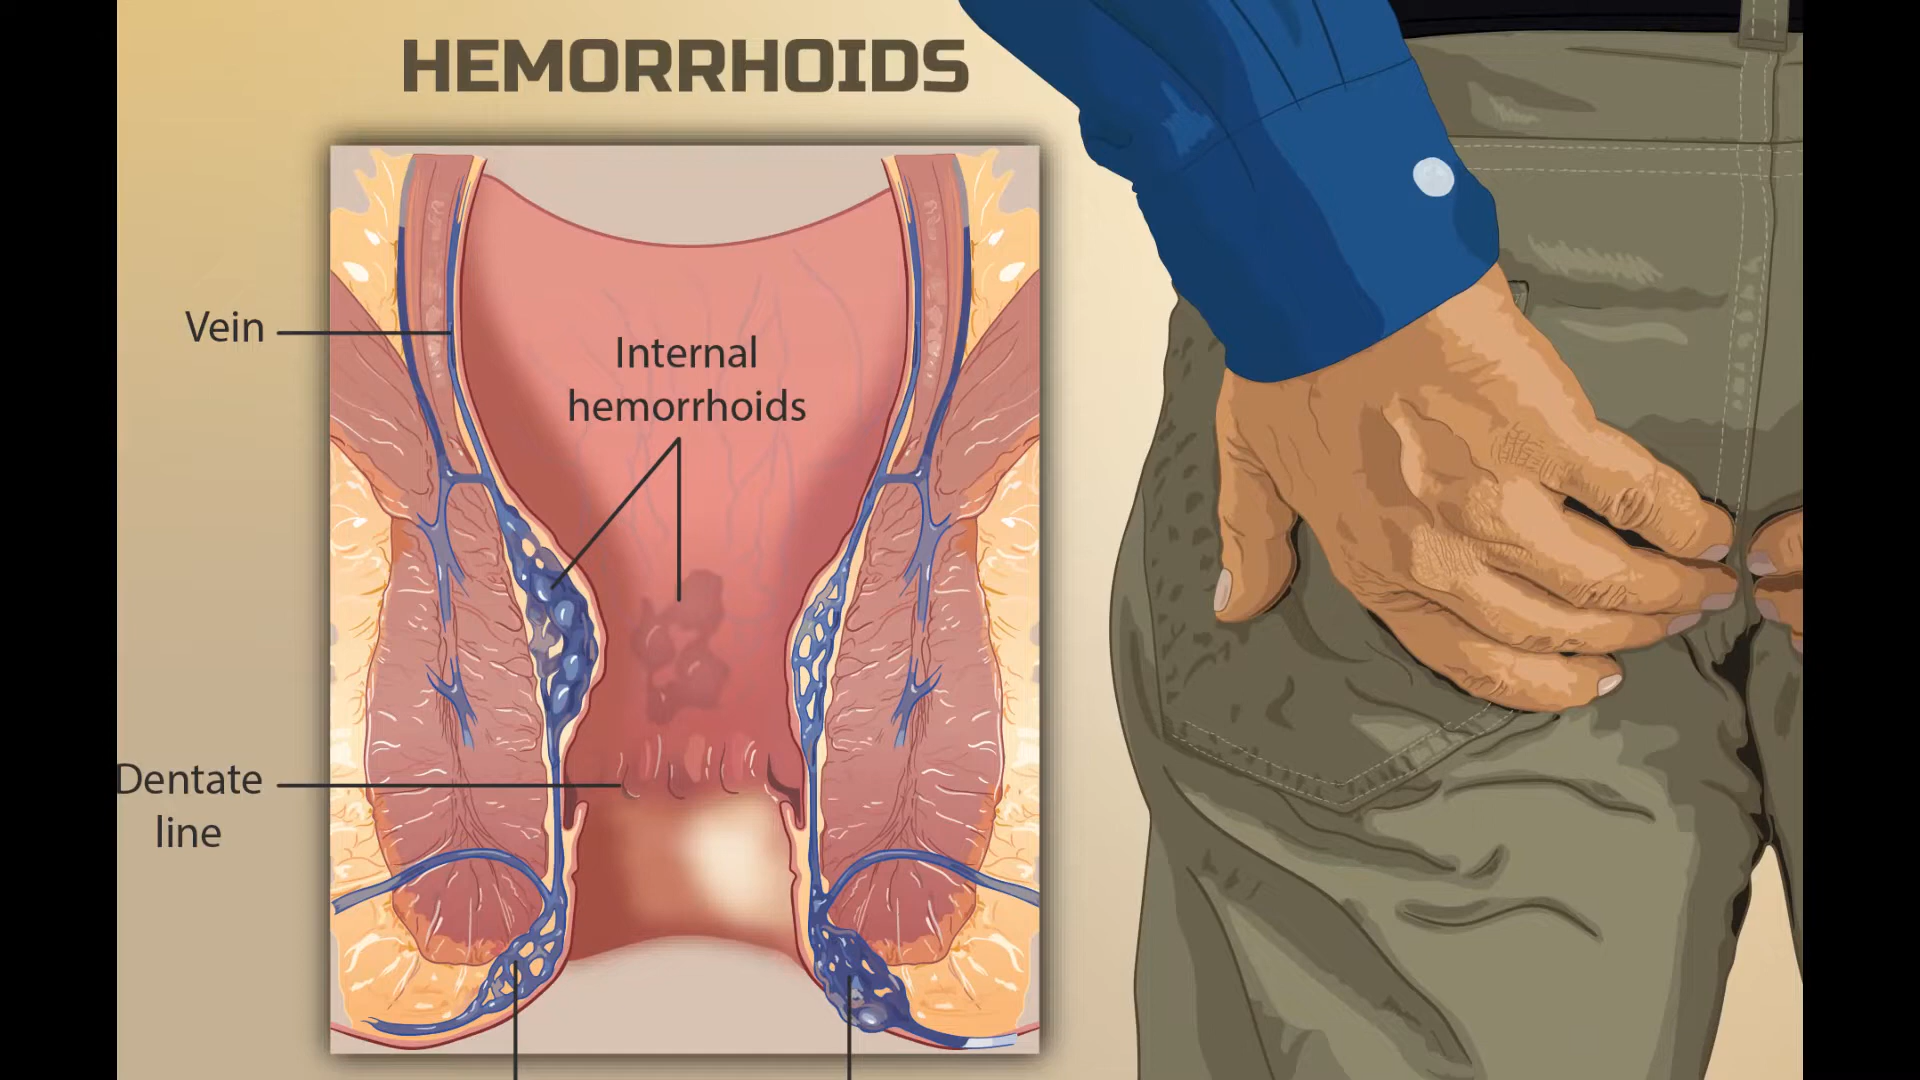 HEMORRHOIDS
Vein
Internal
hemorrhoids
Dentate
line